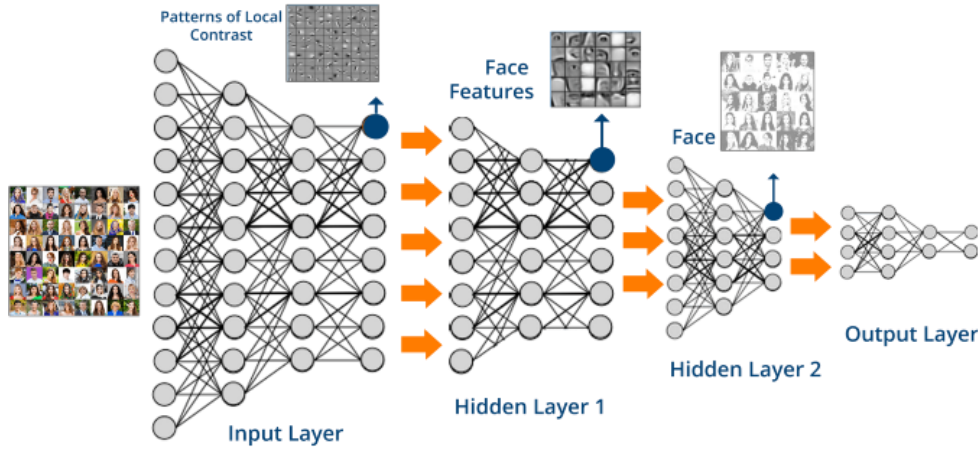 Patterns of Local
Contrast
Face
Features
Face
Input Layer
Hidden Layer 1
Hidden Layer 2
Output Layer